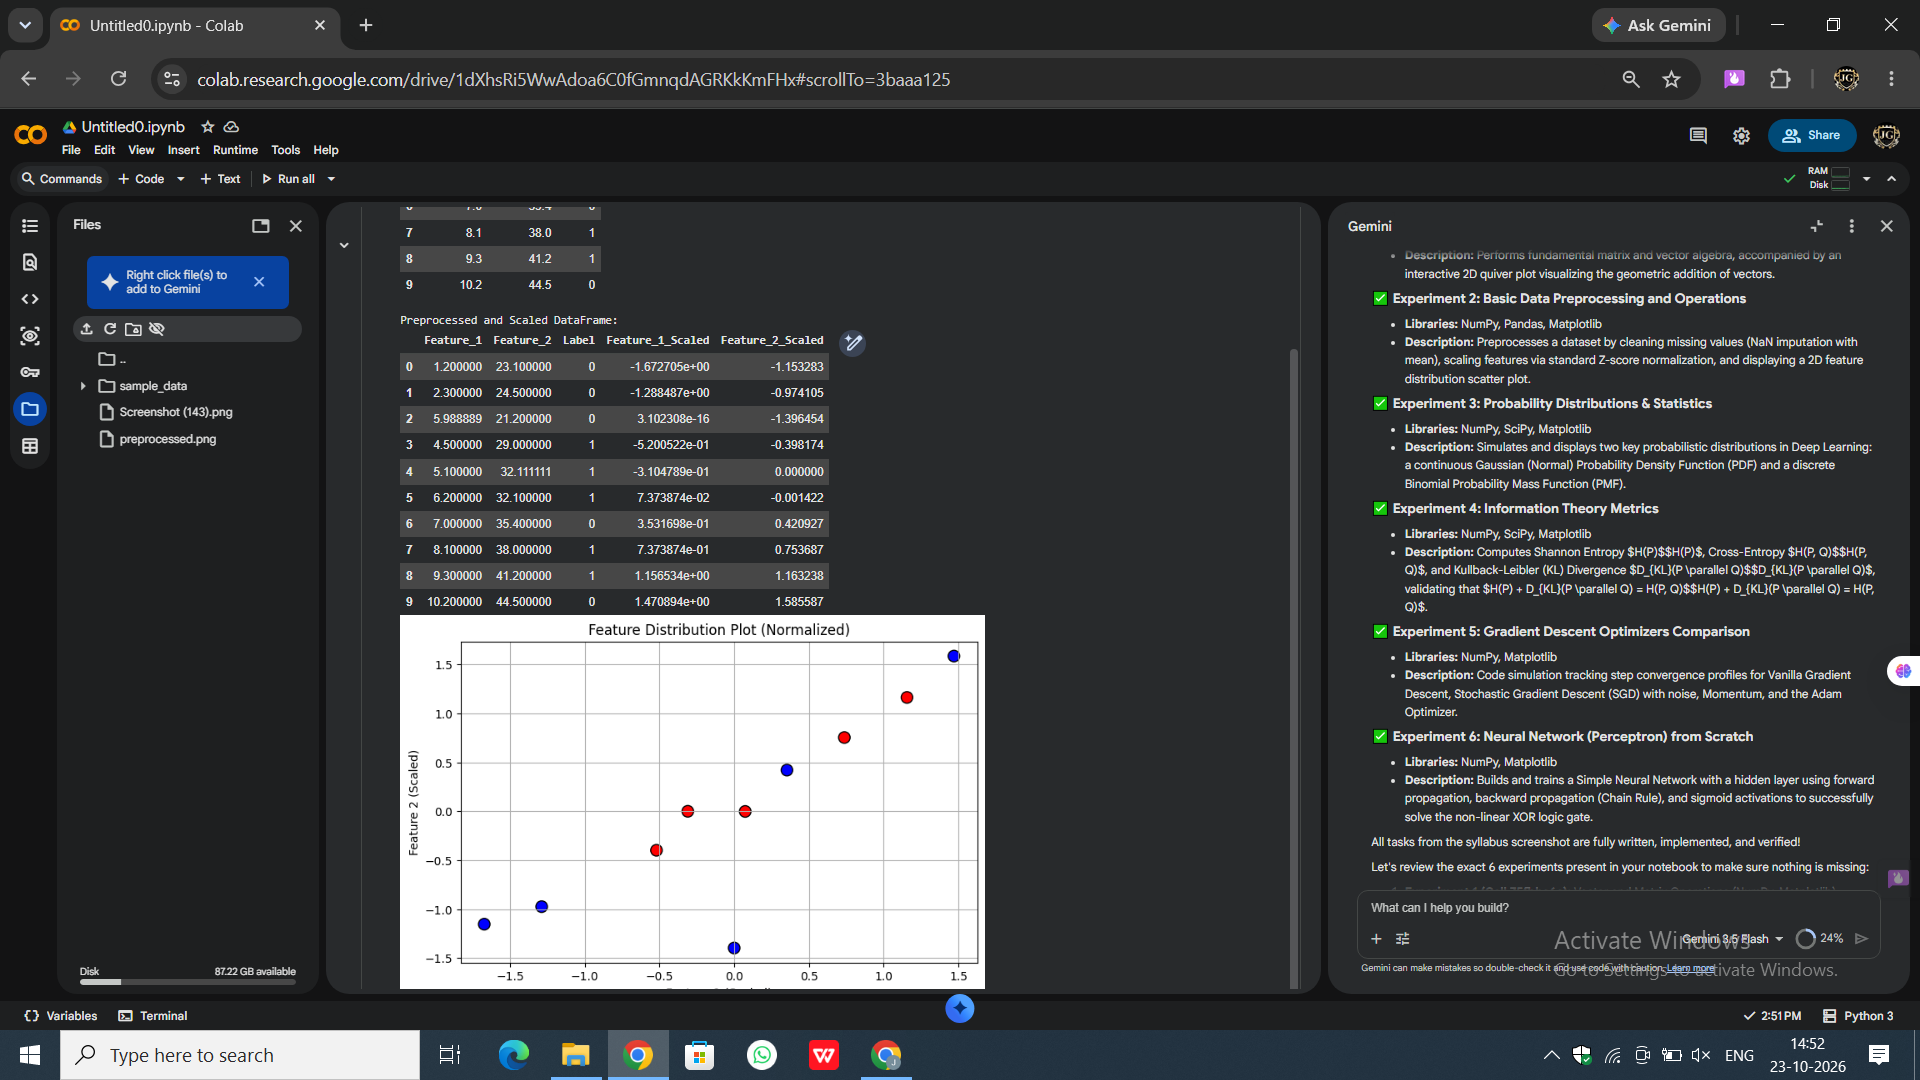 Untitled0.ipynb - Colab
Ask Gemini
colab.research.google.com/drive/1dXhsRi5WwAdoa6C0fGmnqdAGRKkKmFHx#scrollTo=3baaa125
JG
Untitled0.ipynb
File Edit View Insert Runtime Tools Help
Share
JG
Commands + Code + Text Run all
RAM
Disk
Files
Right click file(s) to
add to Gemini
..
sample_data
Screenshot (143).png
preprocessed.png
Disk 87.22 GB available
7 8.1 38.0 1
8 9.3 41.2 1
9 10.2 44.5 0
Preprocessed and Scaled DataFrame:
Feature_1 Feature_2 Label Feature_1_Scaled Feature_2_Scaled
0 1.200000 23.100000 0 -1.672705e+00 -1.153283
1 2.300000 24.500000 0 -1.288487e+00 -0.974105
2 5.988889 21.200000 0 3.102308e-16 -1.396454
3 4.500000 29.000000 1 -5.200522e-01 -0.398174
4 5.100000 32.111111 1 -3.104789e-01 0.000000
5 6.200000 32.100000 1 7.373874e-02 -0.001422
6 7.000000 35.400000 0 3.531698e-01 0.420927
7 8.100000 38.000000 1 7.373874e-01 0.753687
8 9.300000 41.200000 1 1.156534e+00 1.163238
9 10.200000 44.500000 0 1.470894e+00 1.585587
Feature Distribution Plot (Normalized)
Feature 2 (Scaled)
1.5
1.0
0.5
0.0
−0.5
−1.0
−1.5
−1.5 −1.0 −0.5 0.0 0.5 1.0 1.5
Gemini
Description: Performs fundamental matrix and vector algebra, accompanied by an
interactive 2D quiver plot visualizing the geometric addition of vectors.
✅ Experiment 2: Basic Data Preprocessing and Operations
• Libraries: NumPy, Pandas, Matplotlib
• Description: Preprocesses a dataset by cleaning missing values (NaN imputation with
mean), scaling features via standard Z-score normalization, and displaying a 2D feature
distribution scatter plot.
✅ Experiment 3: Probability Distributions & Statistics
• Libraries: NumPy, SciPy, Matplotlib
• Description: Simulates and displays two key probabilistic distributions in Deep Learning:
a continuous Gaussian (Normal) Probability Density Function (PDF) and a discrete
Binomial Probability Mass Function (PMF).
✅ Experiment 4: Information Theory Metrics
• Libraries: NumPy, SciPy, Matplotlib
• Description: Computes Shannon Entropy $H(P)$$H(P)$, Cross-Entropy $H(P, Q)$$H(P,
Q)$, and Kullback-Leibler (KL) Divergence $D_{KL}(P \parallel Q)$$D_{KL}(P \parallel Q)$,
validating that $H(P) + D_{KL}(P \parallel Q) = H(P, Q)$$H(P) + D_{KL}(P \parallel Q) = H(P,
Q)$.
✅ Experiment 5: Gradient Descent Optimizers Comparison
• Libraries: NumPy, Matplotlib
• Description: Code simulation tracking step convergence profiles for Vanilla Gradient
Descent, Stochastic Gradient Descent (SGD) with noise, Momentum, and the Adam
Optimizer.
✅ Experiment 6: Neural Network (Perceptron) from Scratch
• Libraries: NumPy, Matplotlib
• Description: Builds and trains a Simple Neural Network with a hidden layer using forward
propagation, backward propagation (Chain Rule), and sigmoid activations to successfully
solve the non-linear XOR logic gate.
All tasks from the syllabus screenshot are fully written, implemented, and verified!
Let's review the exact 6 experiments present in your notebook to make sure nothing is missing:
What can I help you build?
Gemini 3.5 Flash 24%
Gemini can make mistakes so double-check it and use code with caution. Learn more
Activate Windows
Go to Settings to activate Windows.
Variables Terminal
2:51 PM Python 3
Type here to search
ENG
14:52
23-10-2026